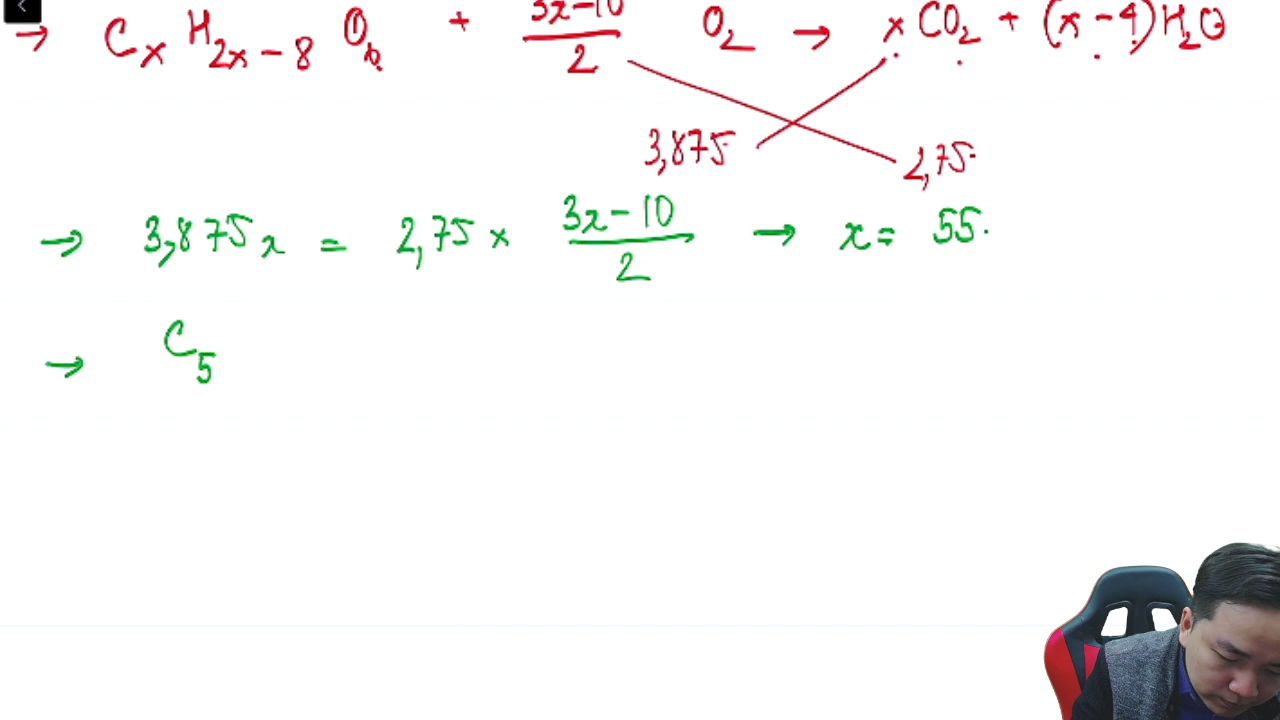 → CₓH₂ₓ₋₈O₆ + (3x-10)/2 O₂ → xCO₂ + (x-4)H₂O
3,875 2,75
→ 3,875x = 2,75 × (3x-10)/2 → x = 55.
→ C₅